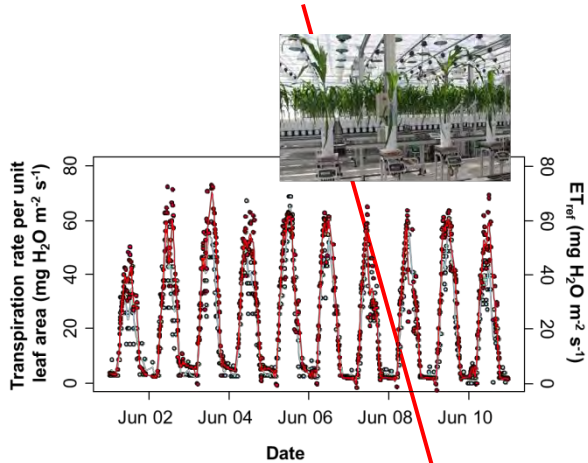 Transpiration rate per unit
leaf area (mg H₂O m⁻² s⁻¹)
80
60
40
20
0
80
60
40
20
0
ETref (mg H₂O m⁻² s⁻¹)
Jun 02
Jun 04
Jun 06
Jun 08
Jun 10
Date